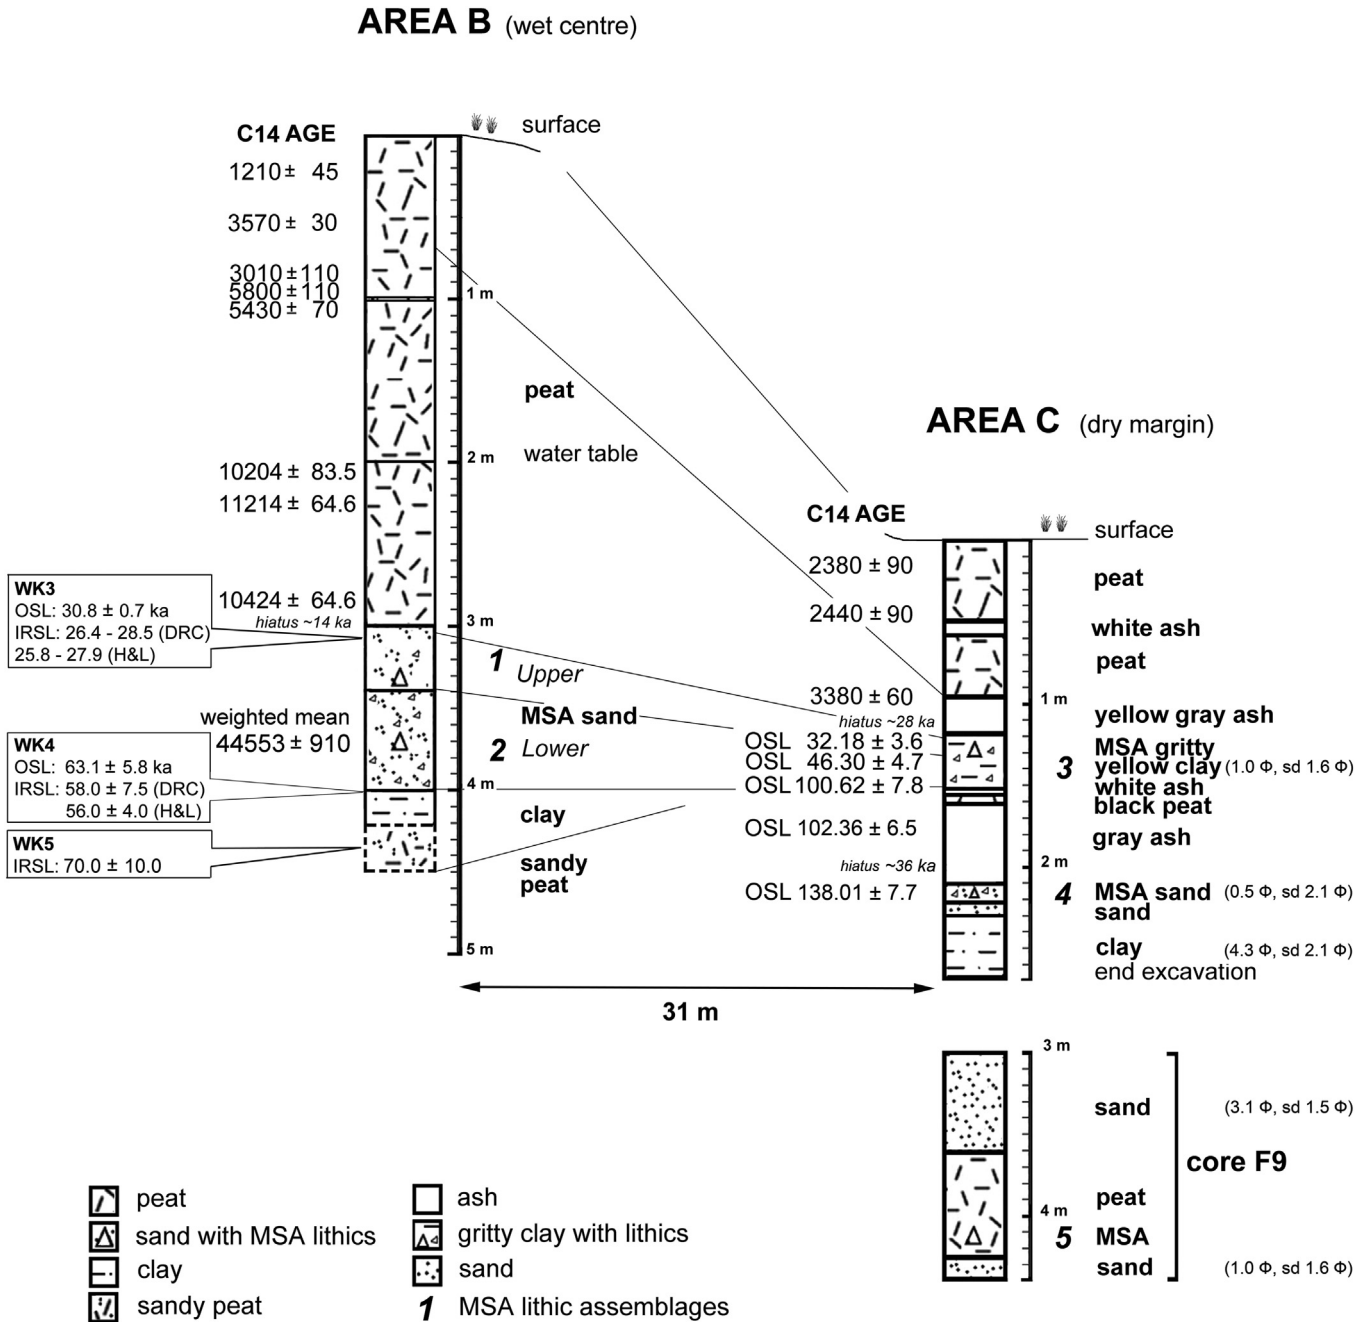 AREA B (wet centre)
surface
C14 AGE
1210 ± 45
3570 ± 30
3010 ± 110
5800 ± 110
5430 ± 70
1 m
peat
water table
2 m
10204 ± 83.5
11214 ± 64.6
10424 ± 64.6
hiatus ~14 ka
3 m
WK3
OSL: 30.8 ± 0.7 ka
IRSL: 26.4 - 28.5 (DRC)
25.8 - 27.9 (H&L)
1 Upper
MSA sand
2 Lower
weighted mean
44553 ± 910
WK4
OSL: 63.1 ± 5.8 ka
IRSL: 58.0 ± 7.5 (DRC)
56.0 ± 4.0 (H&L)
4 m
clay
WK5
IRSL: 70.0 ± 10.0
sandy
peat
5 m
31 m
AREA C (dry margin)
C14 AGE
surface
2380 ± 90
peat
2440 ± 90
white ash
peat
3380 ± 60
1 m
hiatus ~28 ka
yellow gray ash
OSL 32.18 ± 3.6
MSA gritty
OSL 46.30 ± 4.7
3 yellow clay (1.0 Φ, sd 1.6 Φ)
OSL 100.62 ± 7.8
white ash
black peat
OSL 102.36 ± 6.5
gray ash
hiatus ~36 ka
2 m
OSL 138.01 ± 7.7
4 MSA sand (0.5 Φ, sd 2.1 Φ)
sand
clay (4.3 Φ, sd 2.1 Φ)
end excavation
3 m
sand (3.1 Φ, sd 1.5 Φ)
core F9
peat
4 m
5 MSA
sand (1.0 Φ, sd 1.6 Φ)
peat
sand with MSA lithics
clay
sandy peat
ash
gritty clay with lithics
sand
1 MSA lithic assemblages